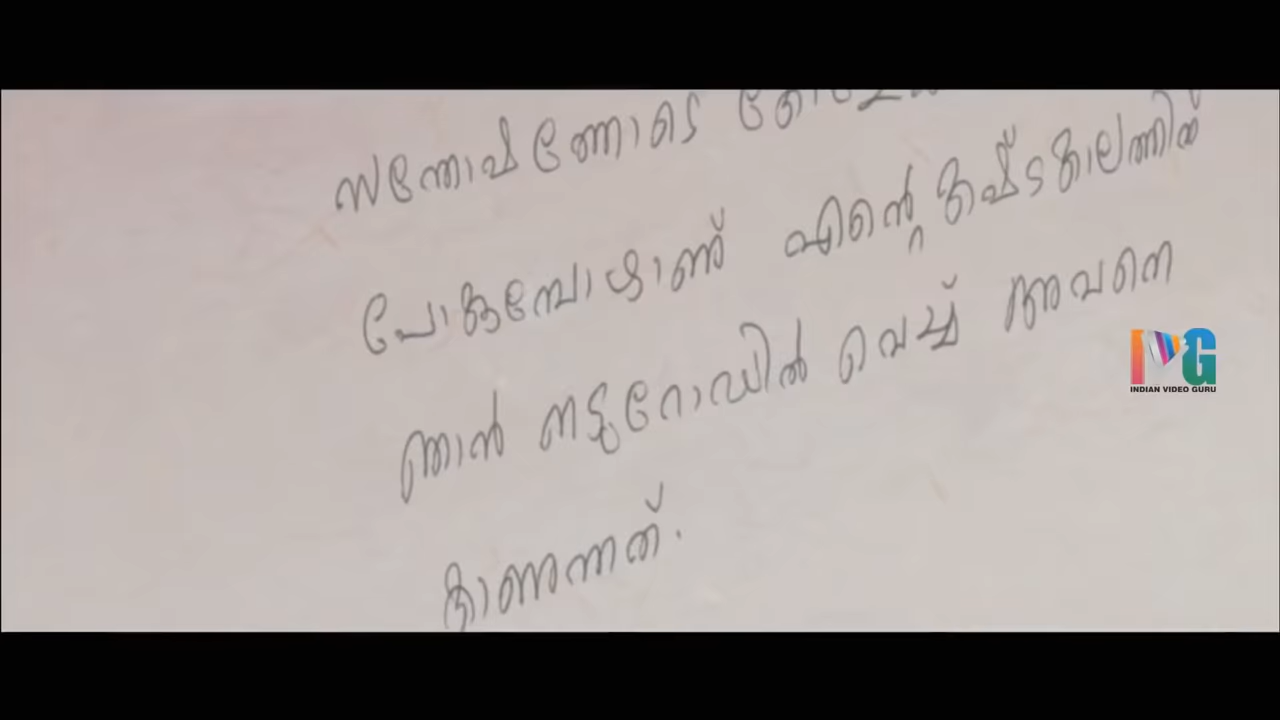 സന്തോഷത്തോടെ
പോകുമ്പോഴാണ് എന്റെ കഷ്ടകാലത്തിന്
ഞാൻ നടുറോഡിൽ വെച്ച് അവനെ
കാണുന്നത്.
INDIAN VIDEO GURU